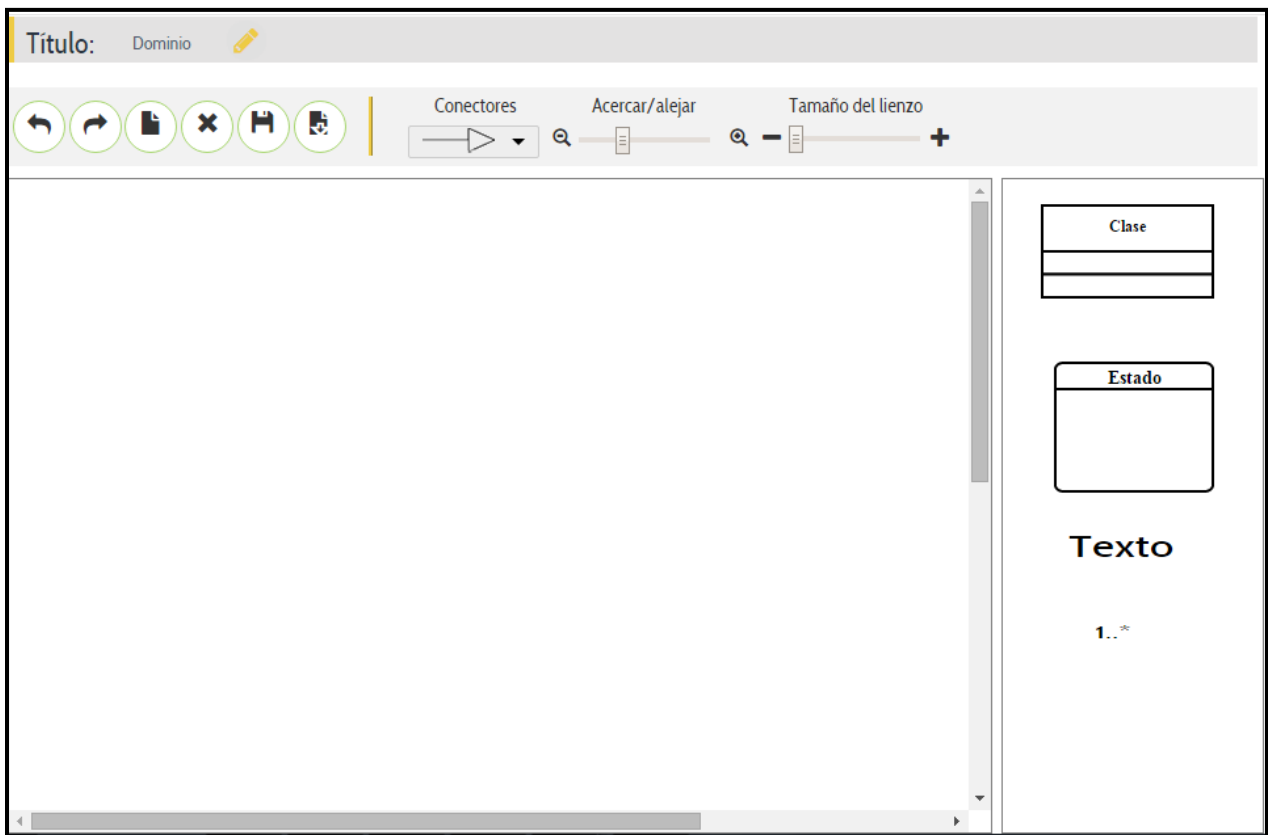 Título: Dominio
Conectores Acercar/alejar Tamaño del lienzo
Clase
Estado
Texto
1..*